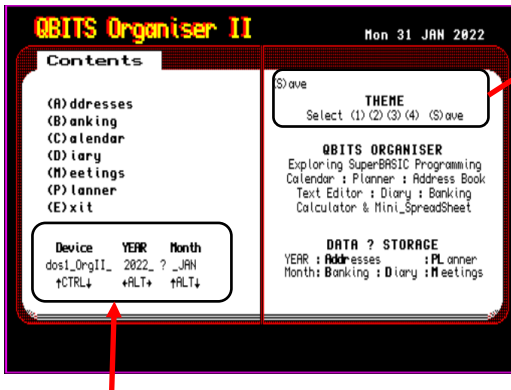 QBITS Organiser II
Mon 31 JAN 2022
Contents
(A)ddresses
(B)anking
(C)alendar
(D)iary
(M)eetings
(P)lanner
(E)xit
Device YEAR Month
dos1_OrgII_ 2022_ ? _JAN
↑CTRL↓ ←ALT→ ↑ALT↓
(S)ave
THEME
Select (1)(2)(3)(4) (S)ave
QBITS ORGANISER
Exploring SuperBASIC Programming
Calendar : Planner : Address Book
Text Editor : Diary : Banking
Calculator & Mini_SpreadSheet
DATA ? STORAGE
YEAR : Addresses :PLanner
Month: Banking : Diary : Meetings